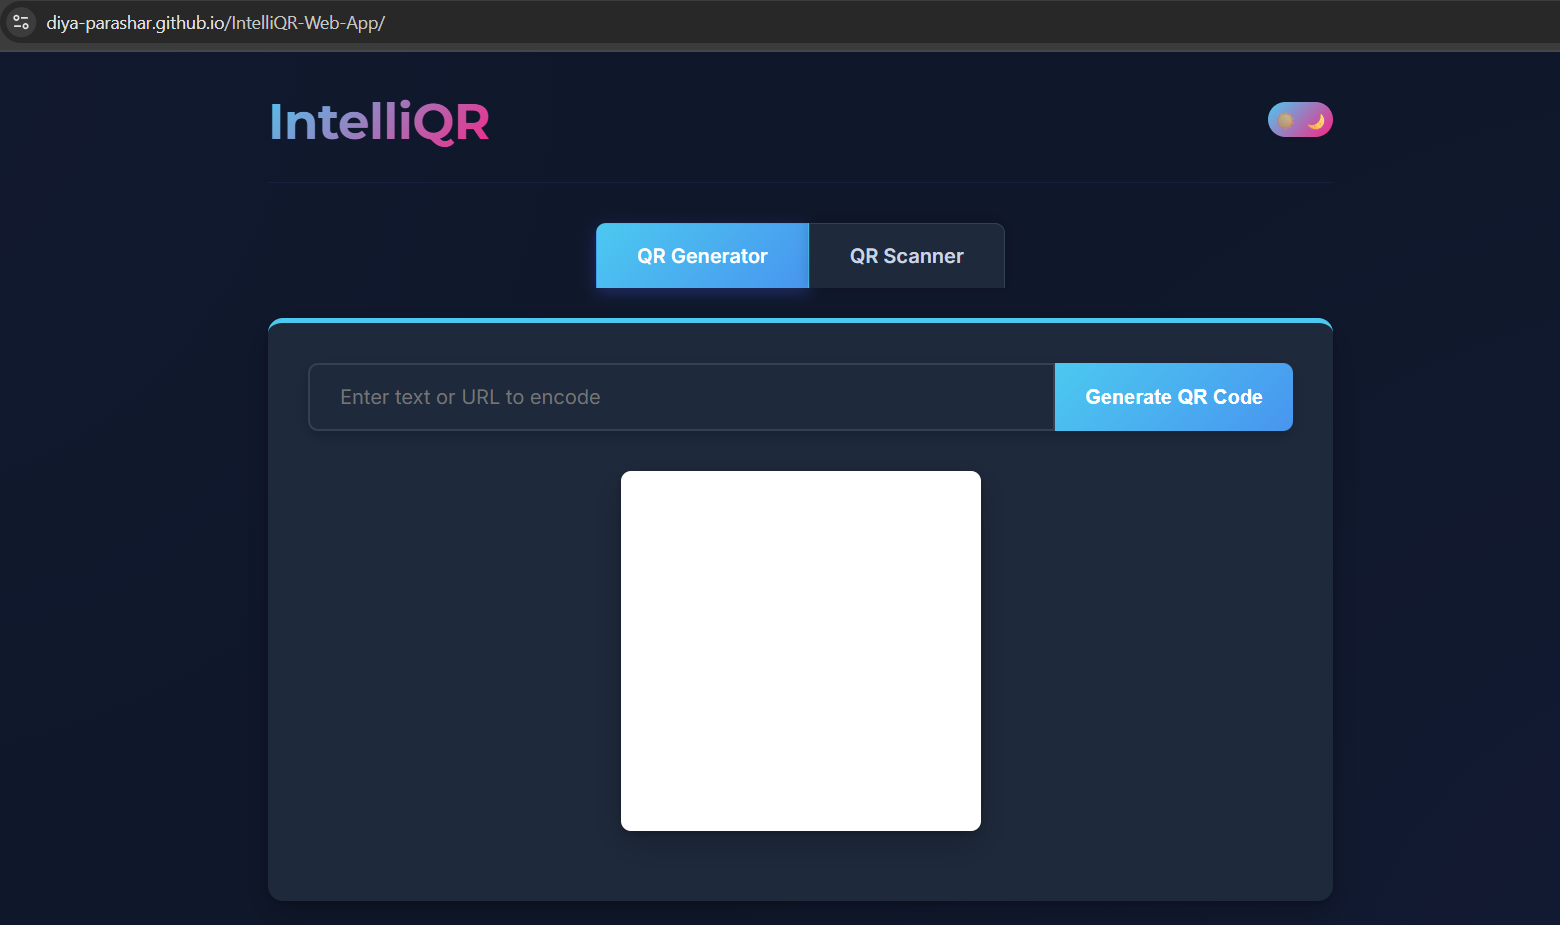 diya-parashar.github.io/IntelliQR-Web-App/
IntelliQR
QR Generator QR Scanner
Enter text or URL to encode Generate QR Code